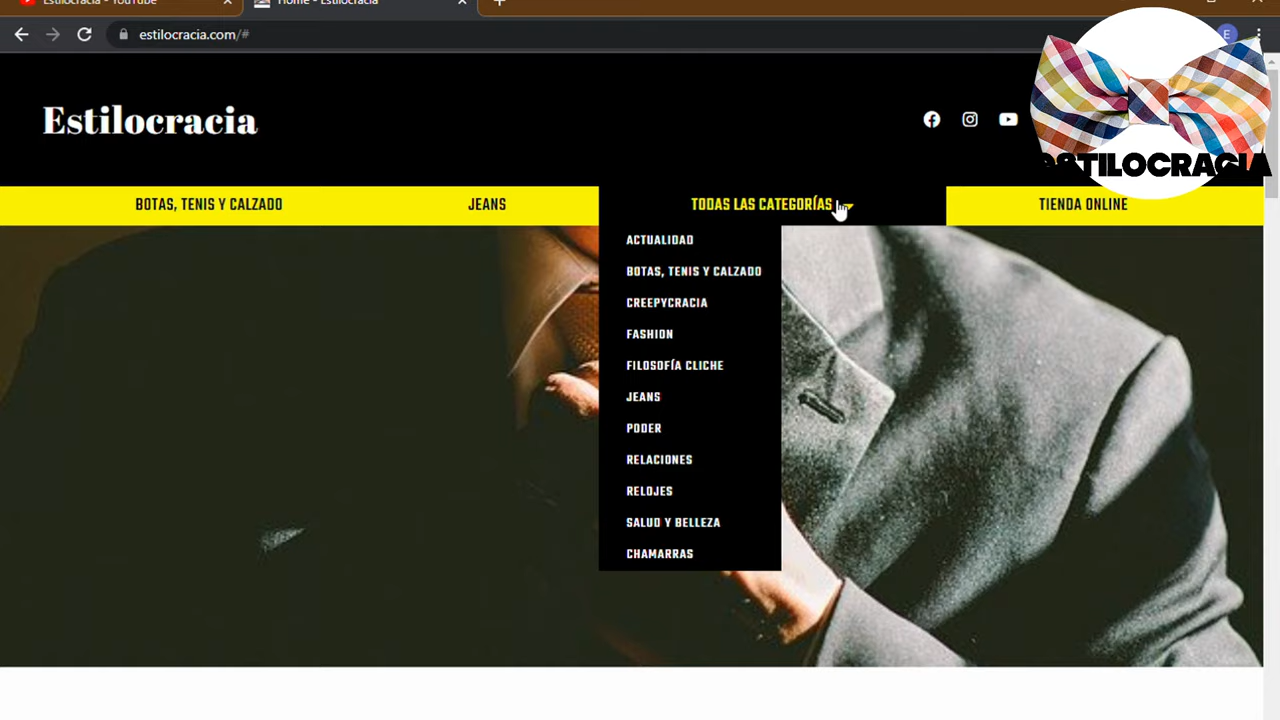 Estilocracia - YouTube
Home - Estilocracia
estilocracia.com/#
E
Estilocracia
ESTILOCRACIA
BOTAS, TENIS Y CALZADO
JEANS
TODAS LAS CATEGORÍAS
TIENDA ONLINE
ACTUALIDAD
BOTAS, TENIS Y CALZADO
CREEPYCRACIA
FASHION
FILOSOFÍA CLICHE
JEANS
PODER
RELACIONES
RELOJES
SALUD Y BELLEZA
CHAMARRAS